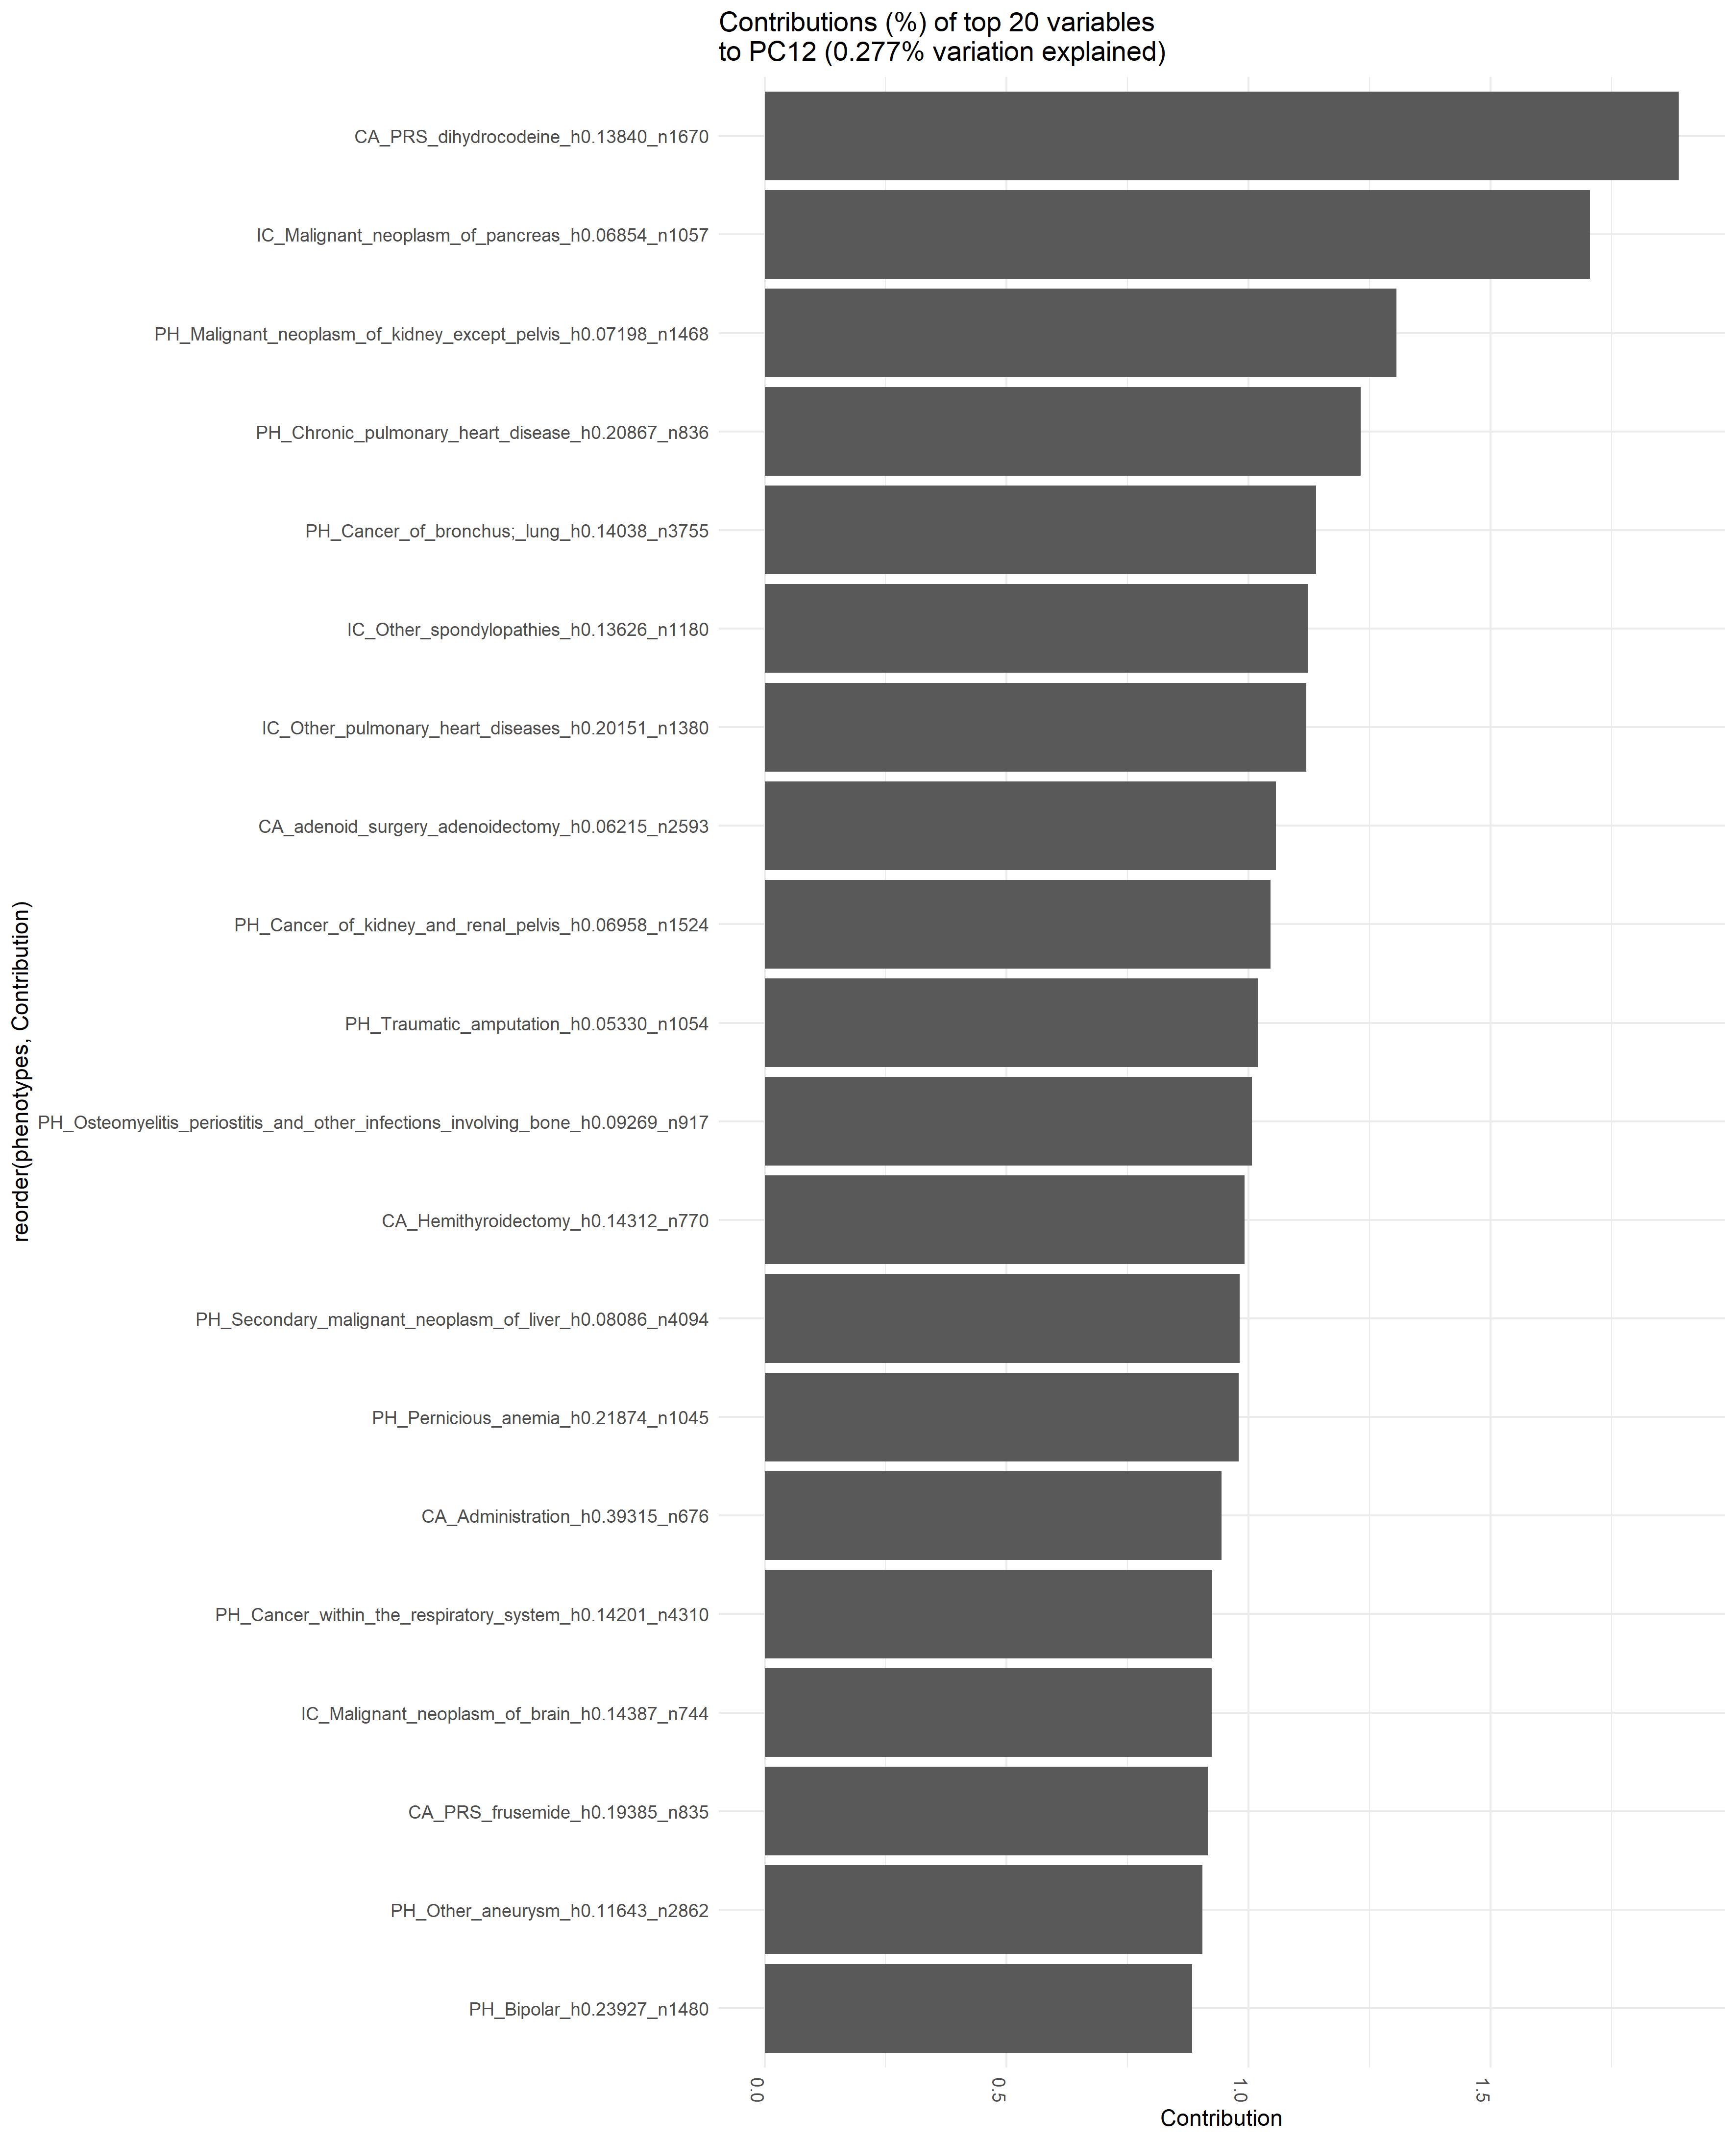 Contributions (%) of top 20 variables
to PC12 (0.277% variation explained)
reorder(phenotypes, Contribution)
CA_PRS_dihydrocodeine_h0.13840_n1670
IC_Malignant_neoplasm_of_pancreas_h0.06854_n1057
PH_Malignant_neoplasm_of_kidney_except_pelvis_h0.07198_n1468
PH_Chronic_pulmonary_heart_disease_h0.20867_n836
PH_Cancer_of_bronchus;_lung_h0.14038_n3755
IC_Other_spondylopathies_h0.13626_n1180
IC_Other_pulmonary_heart_diseases_h0.20151_n1380
CA_adenoid_surgery_adenoidectomy_h0.06215_n2593
PH_Cancer_of_kidney_and_renal_pelvis_h0.06958_n1524
PH_Traumatic_amputation_h0.05330_n1054
PH_Osteomyelitis_periostitis_and_other_infections_involving_bone_h0.09269_n917
CA_Hemithyroidectomy_h0.14312_n770
PH_Secondary_malignant_neoplasm_of_liver_h0.08086_n4094
PH_Pernicious_anemia_h0.21874_n1045
CA_Administration_h0.39315_n676
PH_Cancer_within_the_respiratory_system_h0.14201_n4310
IC_Malignant_neoplasm_of_brain_h0.14387_n744
CA_PRS_frusemide_h0.19385_n835
PH_Other_aneurysm_h0.11643_n2862
PH_Bipolar_h0.23927_n1480
0.0
0.5
1.0
1.5
Contribution